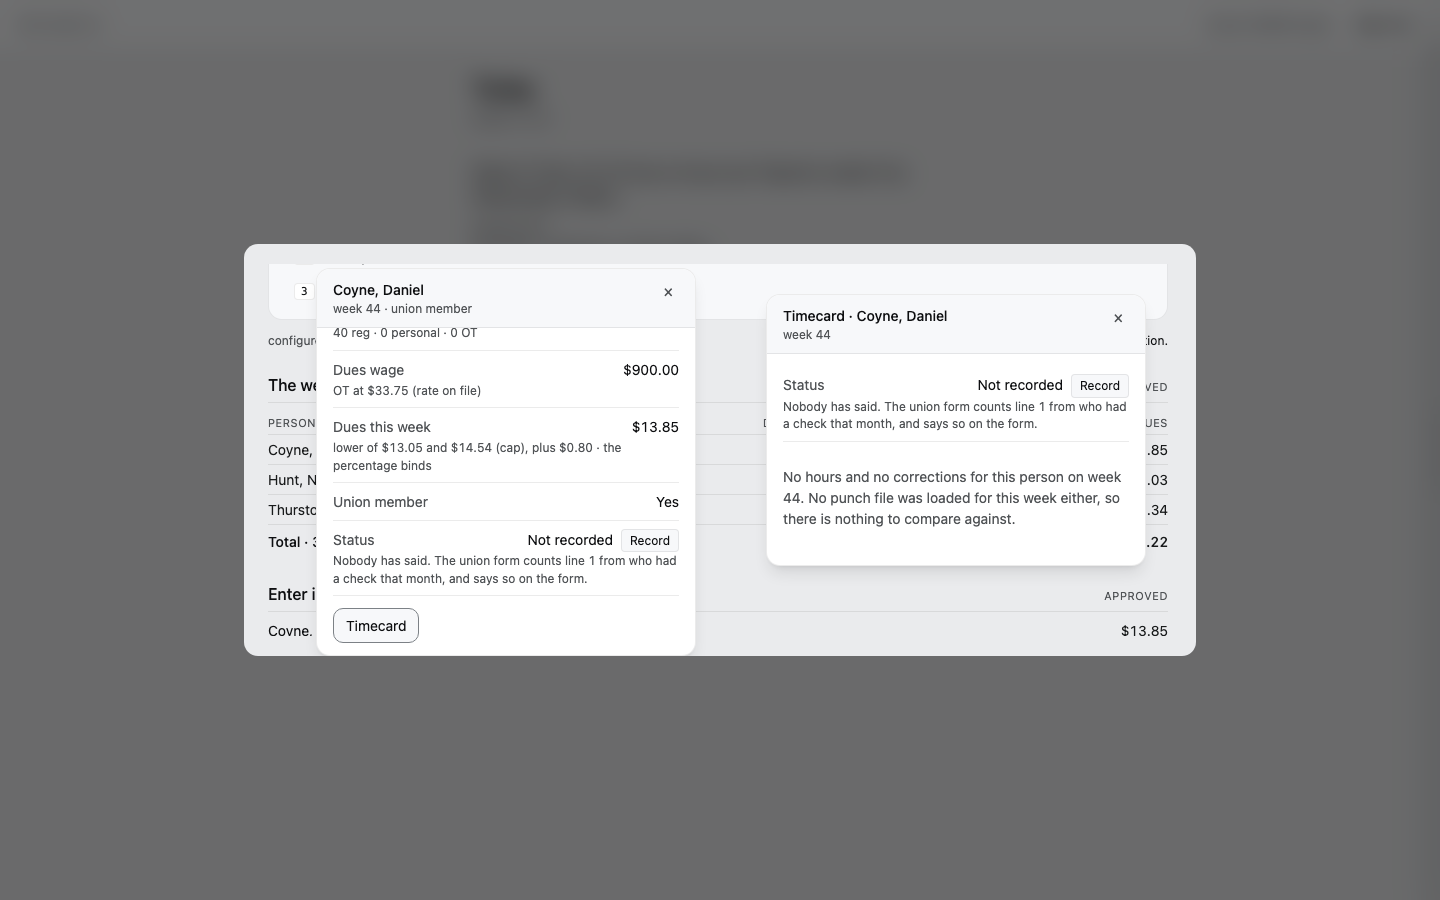 3
configur
The we
PERSON
Coyne,
Hunt, N
Thursto
Total · 3
Enter i
Coyne.
Coyne, Daniel
×
week 44 · union member
40 reg · 0 personal · 0 OT
Dues wage $900.00
OT at $33.75 (rate on file)
Dues this week $13.85
lower of $13.05 and $14.54 (cap), plus $0.80 · the
percentage binds
Union member Yes
Status Not recorded Record
Nobody has said. The union form counts line 1 from who had
a check that month, and says so on the form.
Timecard
Timecard · Coyne, Daniel
×
week 44
Status Not recorded Record
Nobody has said. The union form counts line 1 from who had
a check that month, and says so on the form.
No hours and no corrections for this person on week
44. No punch file was loaded for this week either, so
there is nothing to compare against.
tion.
VED
UES
.85
.03
.34
.22
APPROVED
$13.85